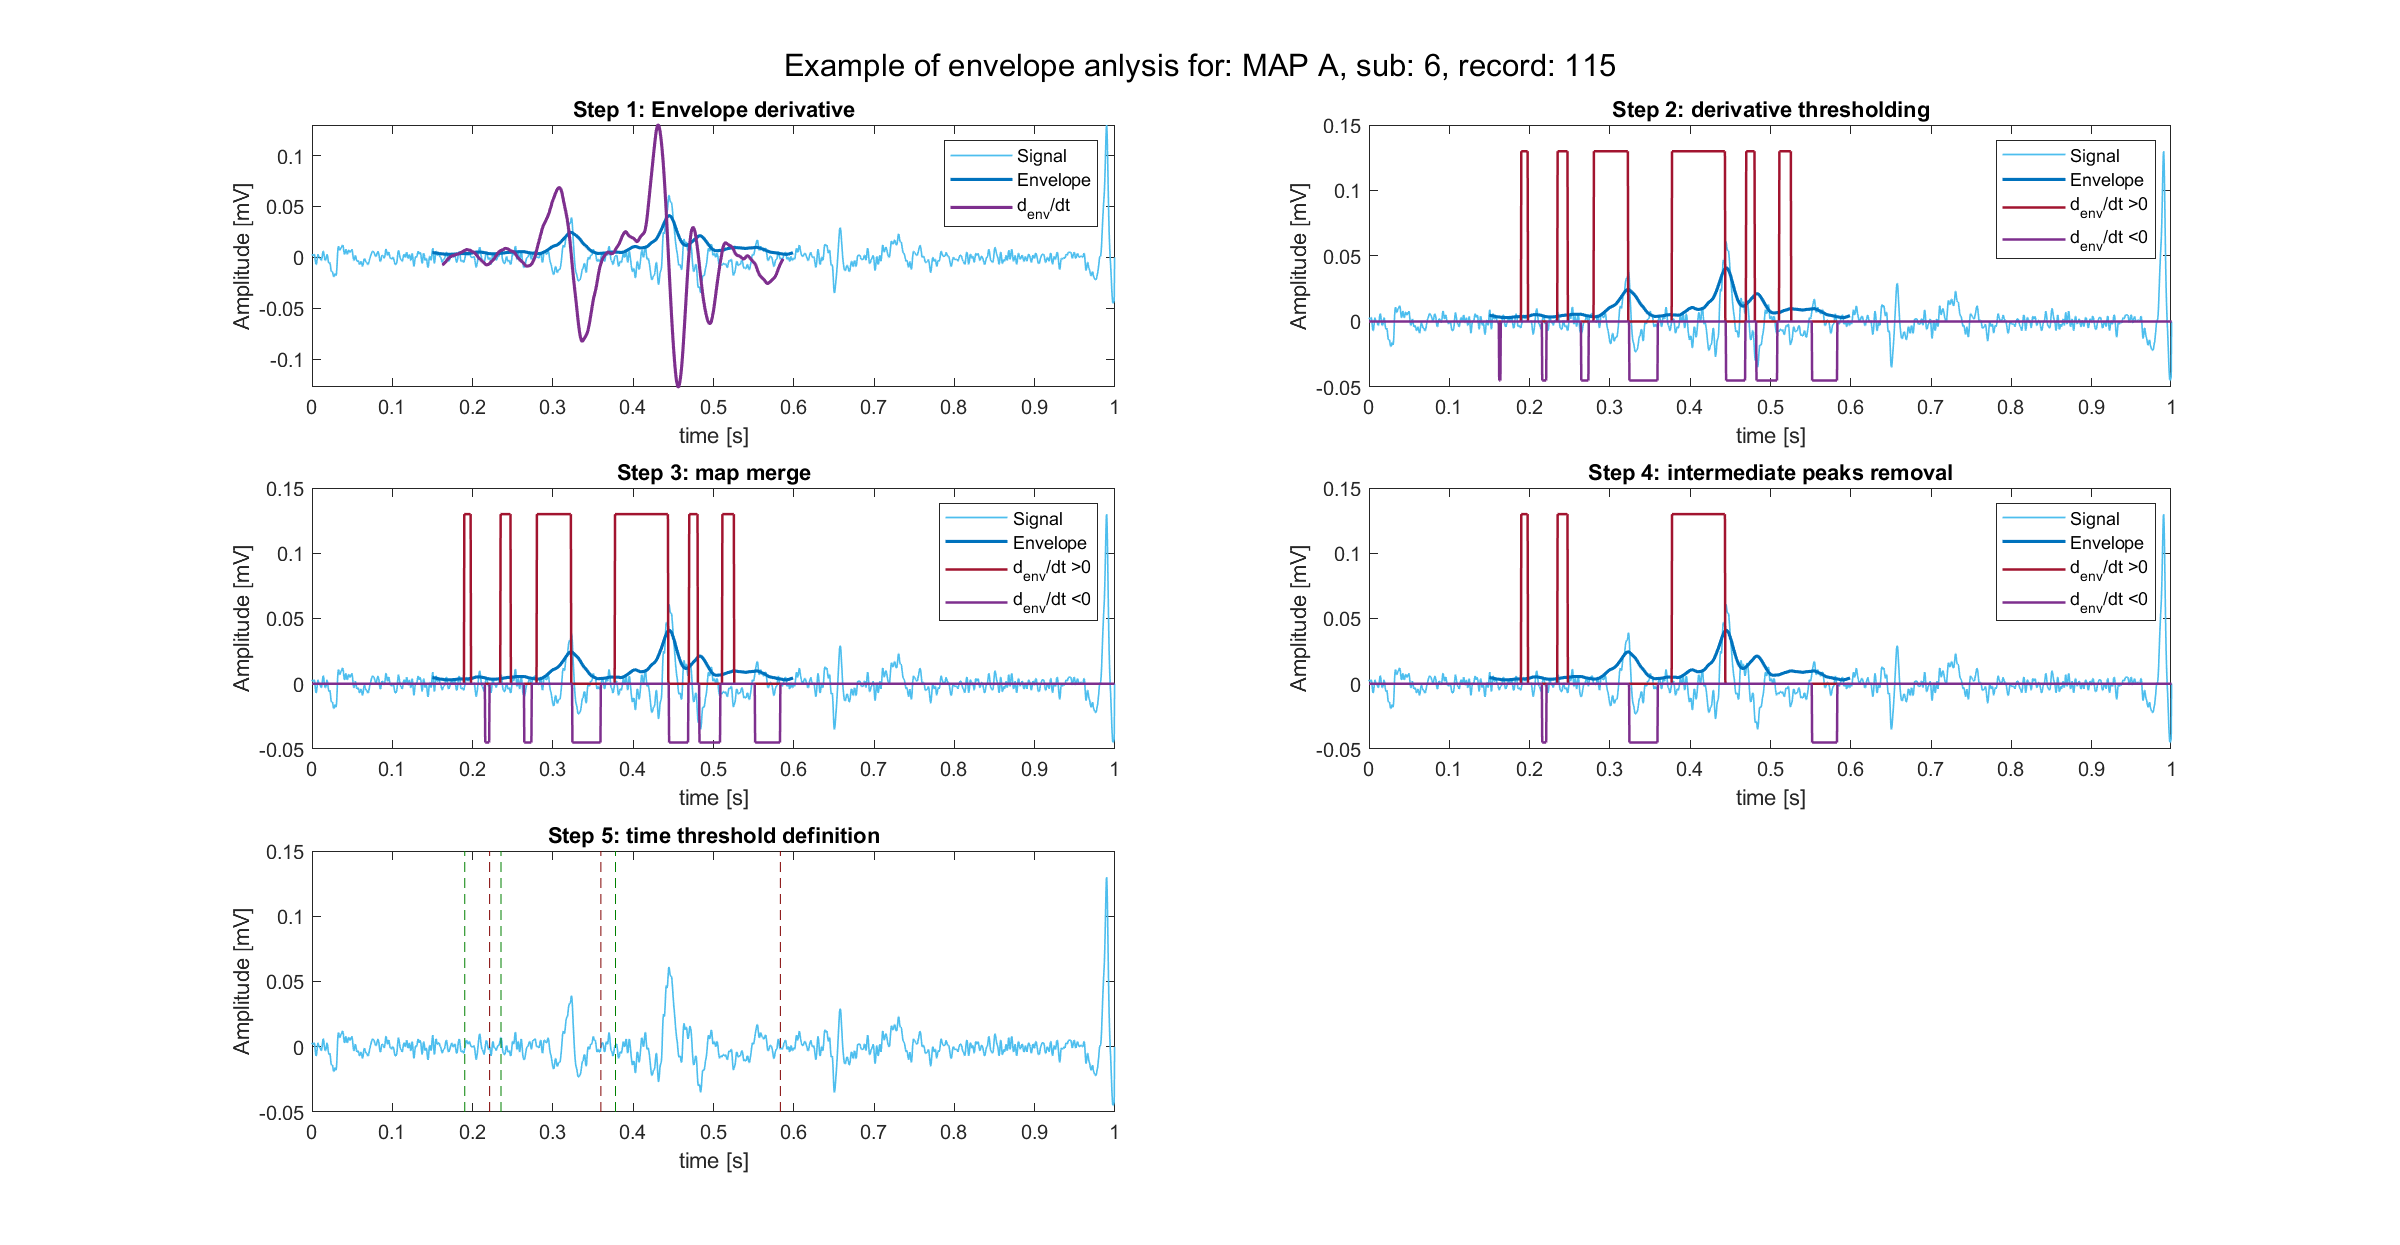 Example of envelope anlysis for: MAP A, sub: 6, record: 115
Step 1: Envelope derivative
0.1
0.05
0
-0.05
-0.1
Amplitude [mV]
0 0.1 0.2 0.3 0.4 0.5 0.6 0.7 0.8 0.9 1
time [s]
Signal
Envelope
d_env/dt
Step 2: derivative thresholding
0.15
0.1
0.05
0
-0.05
Amplitude [mV]
0 0.1 0.2 0.3 0.4 0.5 0.6 0.7 0.8 0.9 1
time [s]
Signal
Envelope
d_env/dt >0
d_env/dt <0
Step 3: map merge
0.15
0.1
0.05
0
-0.05
Amplitude [mV]
0 0.1 0.2 0.3 0.4 0.5 0.6 0.7 0.8 0.9 1
time [s]
Signal
Envelope
d_env/dt >0
d_env/dt <0
Step 4: intermediate peaks removal
0.15
0.1
0.05
0
-0.05
Amplitude [mV]
0 0.1 0.2 0.3 0.4 0.5 0.6 0.7 0.8 0.9 1
time [s]
Signal
Envelope
d_env/dt >0
d_env/dt <0
Step 5: time threshold definition
0.15
0.1
0.05
0
-0.05
Amplitude [mV]
0 0.1 0.2 0.3 0.4 0.5 0.6 0.7 0.8 0.9 1
time [s]